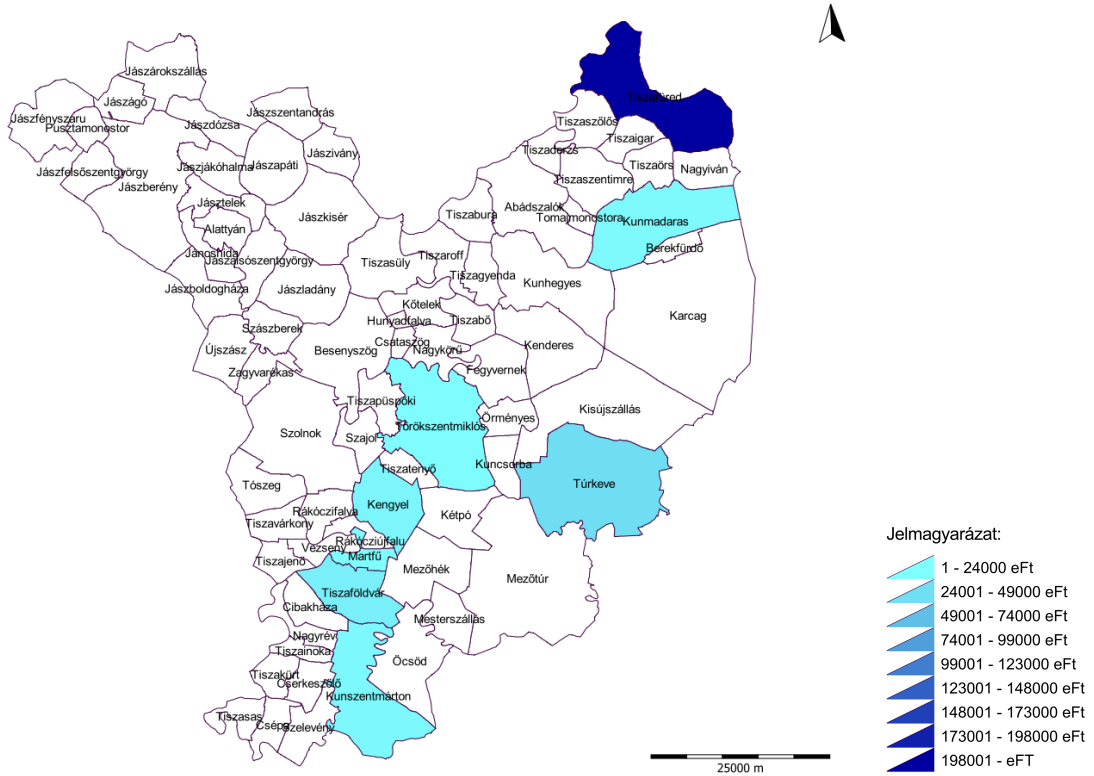 Jászárokszállás
Jászágó
Jászfényszaru
Pusztamonostor
Jászszentandrás
Jászdózsa
Jászivány
Jászjákóhalma
Jászapáti
Jászfelsőszentgyörgy
Jászberény
Jásztelek
Alattyán
Jászkisér
Jánoshida
Jászalsószentgyörgy
Jászboldogháza
Jászladány
Tiszafüred
Tiszaszőlős
Tiszaigar
Tiszaderzs
Tiszaörs
Nagyiván
Tiszaszentimre
Abádszalók
Tomajmonostora
Tiszabura
Kunmadaras
Berekfürdő
Tiszasüly
Tiszaroff
Tiszagyenda
Kunhegyes
Karcag
Kőtelek
Hunyadfalva
Tiszabő
Szászberek
Csataszög
Nagykörű
Kenderes
Újszász
Besenyszög
Zagyvarékas
Fegyvernek
Tiszapüspöki
Kisújszállás
Örményes
Törökszentmiklós
Szolnok
Szajol
Tiszatenyő
Kuncsorba
Túrkeve
Tószeg
Kengyel
Rákóczifalva
Kétpó
Tiszavárkony
Rákócziújfalu
Vezseny
Martfű
Tiszajenő
Mezőhék
Mezőtúr
Tiszaföldvár
Cibakháza
Mesterszállás
Nagyrév
Tiszainoka
Öcsöd
Tiszakürt
Cserkeszőlő
Kunszentmárton
Tiszasas
Csépa
Szelevény
25000 m
Jelmagyarázat:
1 - 24000 eFt
24001 - 49000 eFt
49001 - 74000 eFt
74001 - 99000 eFt
99001 - 123000 eFt
123001 - 148000 eFt
148001 - 173000 eFt
173001 - 198000 eFt
198001 - eFT